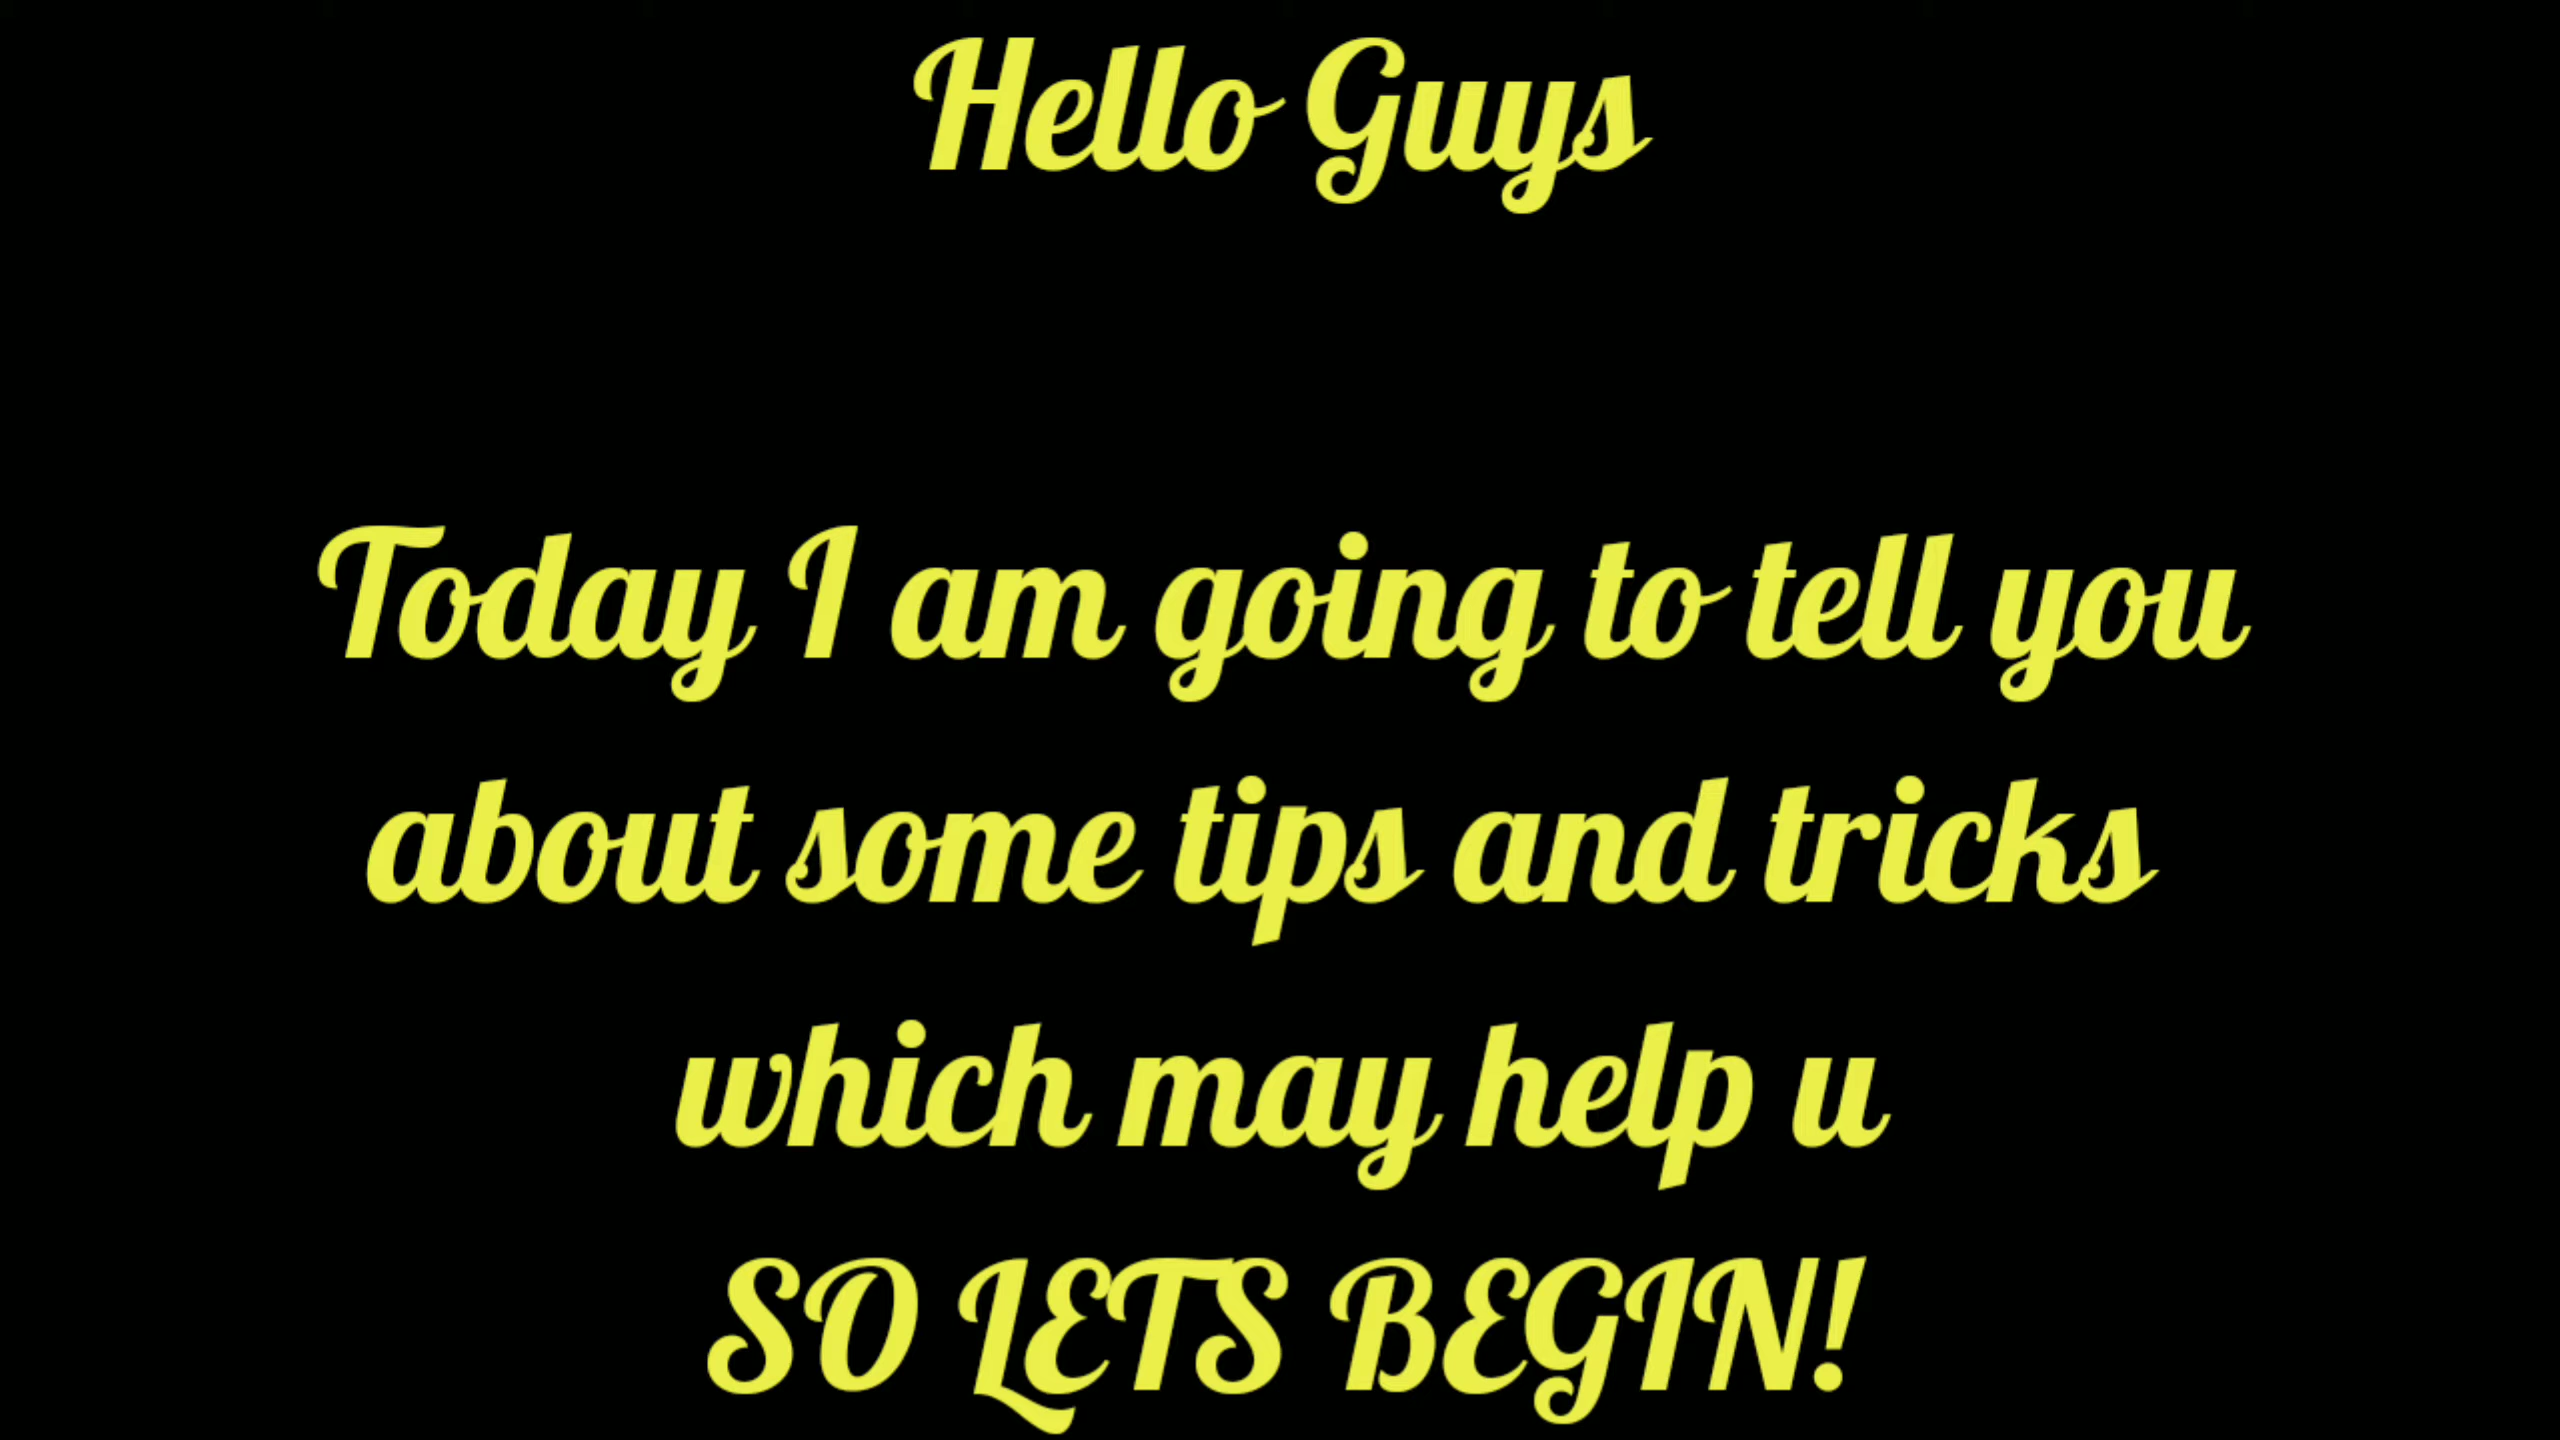 Hello Guys
Today I am going to tell you
about some tips and tricks
which may help u
SO LETS BEGIN!